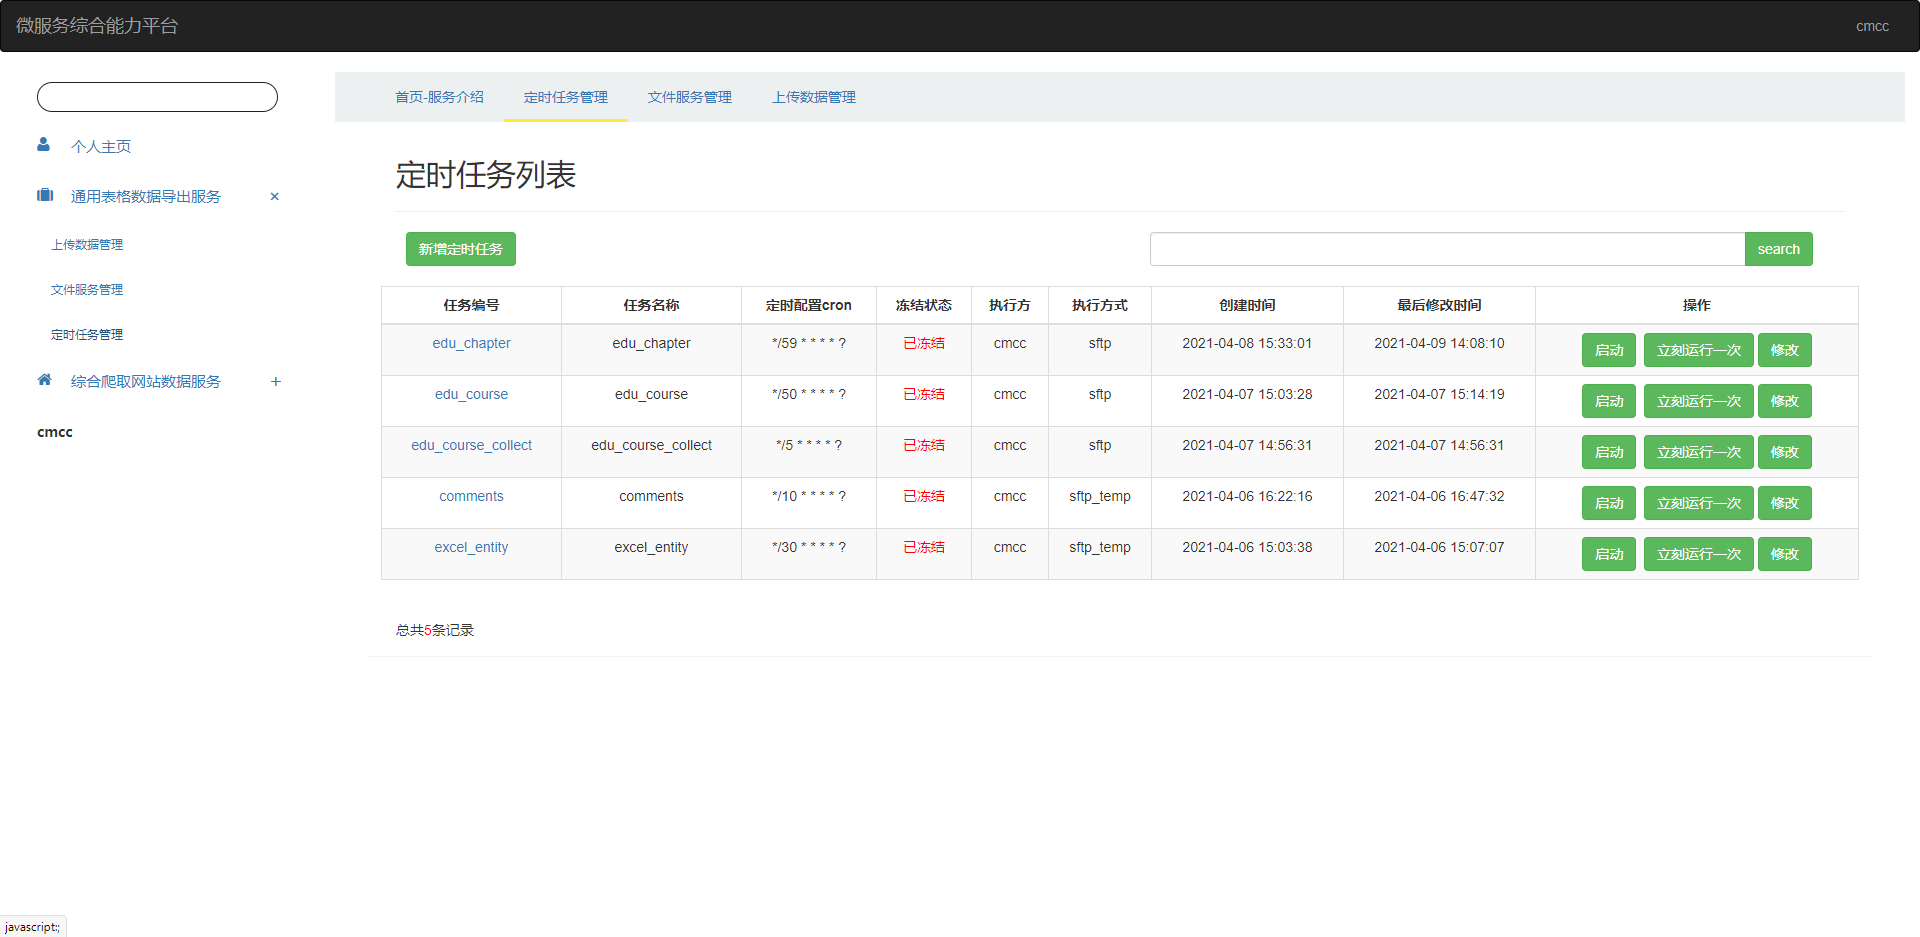 微服务综合能力平台 cmcc
首页-服务介绍 定时任务管理 文件服务管理 上传数据管理
个人主页
通用表格数据导出服务 ×
上传数据管理
文件服务管理
定时任务管理
综合爬取网站数据服务 +
cmcc
定时任务列表
新增定时任务 search
任务编号 任务名称 定时配置cron 冻结状态 执行方 执行方式 创建时间 最后修改时间 操作
edu_chapter edu_chapter */59 * * * * ? 已冻结 cmcc sftp 2021-04-08 15:33:01 2021-04-09 14:08:10 启动 立刻运行一次 修改
edu_course edu_course */50 * * * * ? 已冻结 cmcc sftp 2021-04-07 15:03:28 2021-04-07 15:14:19 启动 立刻运行一次 修改
edu_course_collect edu_course_collect */5 * * * * ? 已冻结 cmcc sftp 2021-04-07 14:56:31 2021-04-07 14:56:31 启动 立刻运行一次 修改
comments comments */10 * * * * ? 已冻结 cmcc sftp_temp 2021-04-06 16:22:16 2021-04-06 16:47:32 启动 立刻运行一次 修改
excel_entity excel_entity */30 * * * * ? 已冻结 cmcc sftp_temp 2021-04-06 15:03:38 2021-04-06 15:07:07 启动 立刻运行一次 修改
总共5条记录
javascript:;